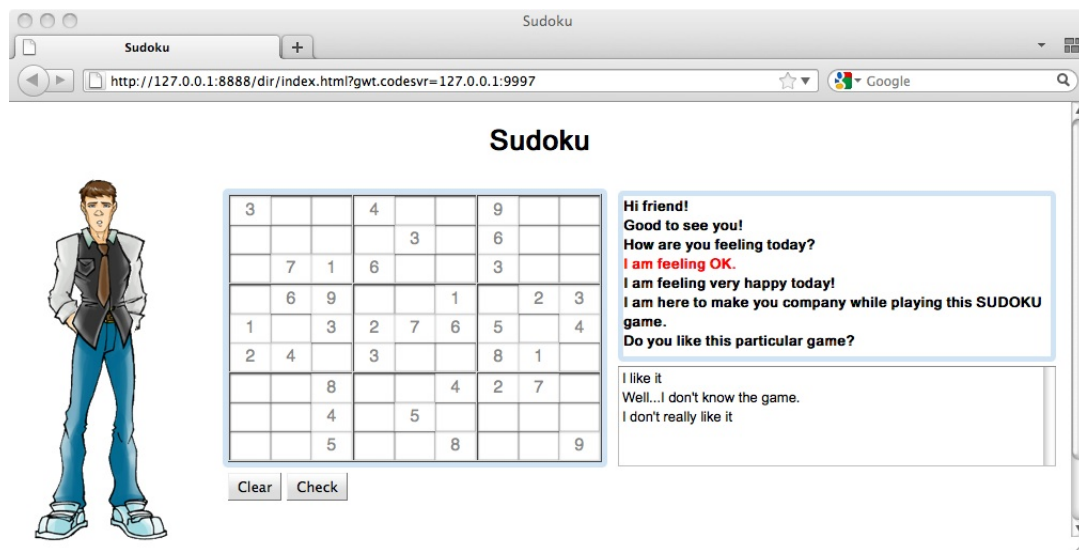 Sudoku
Sudoku
http://127.0.0.1:8888/dir/index.html?gwt.codesvr=127.0.0.1:9997
Google
Sudoku
3 4 9
3 6
7 1 6 3
6 9 1 2 3
1 3 2 7 6 5 4
2 4 3 8 1
8 4 2 7
4 5
5 8 9
Clear Check
Hi friend!
Good to see you!
How are you feeling today?
I am feeling OK.
I am feeling very happy today!
I am here to make you company while playing this SUDOKU
game.
Do you like this particular game?
I like it
Well...I don't know the game.
I don't really like it